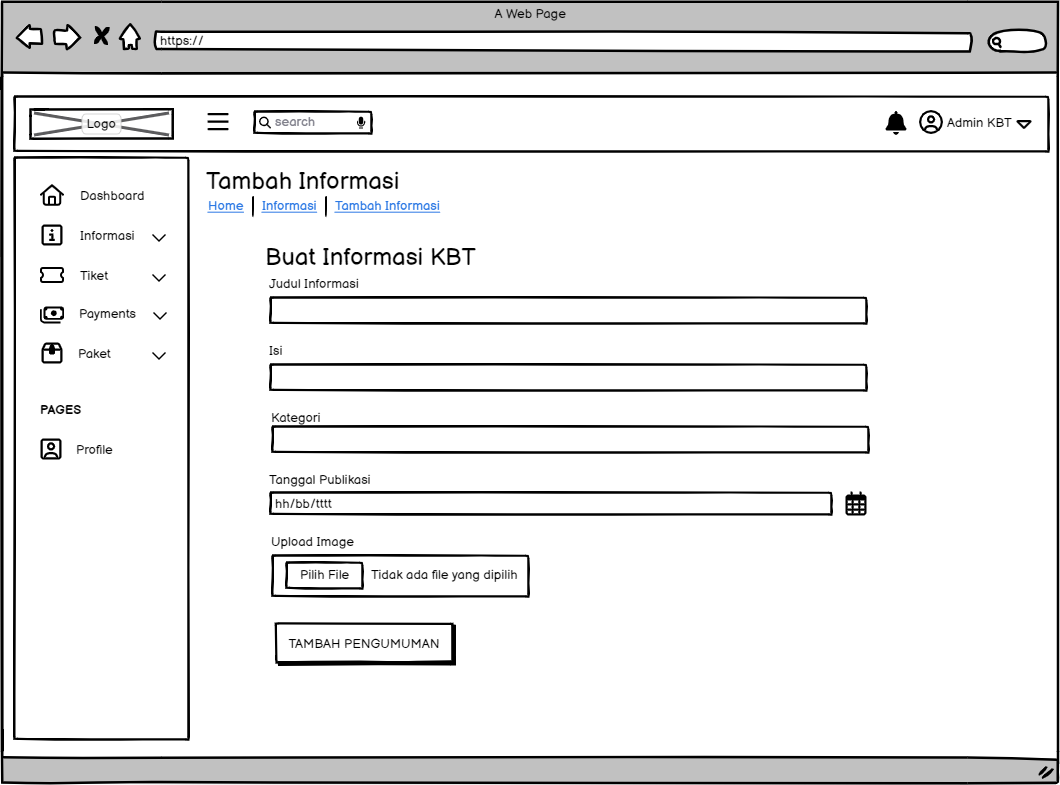 A Web Page
https://
Logo
search
Admin KBT
Dashboard
Informasi
Tiket
Payments
Paket
PAGES
Profile
Tambah Informasi
Home | Informasi | Tambah Informasi
Buat Informasi KBT
Judul Informasi
Isi
Kategori
Tanggal Publikasi
hh/bb/tttt
Upload Image
Pilih File Tidak ada file yang dipilih
TAMBAH PENGUMUMAN